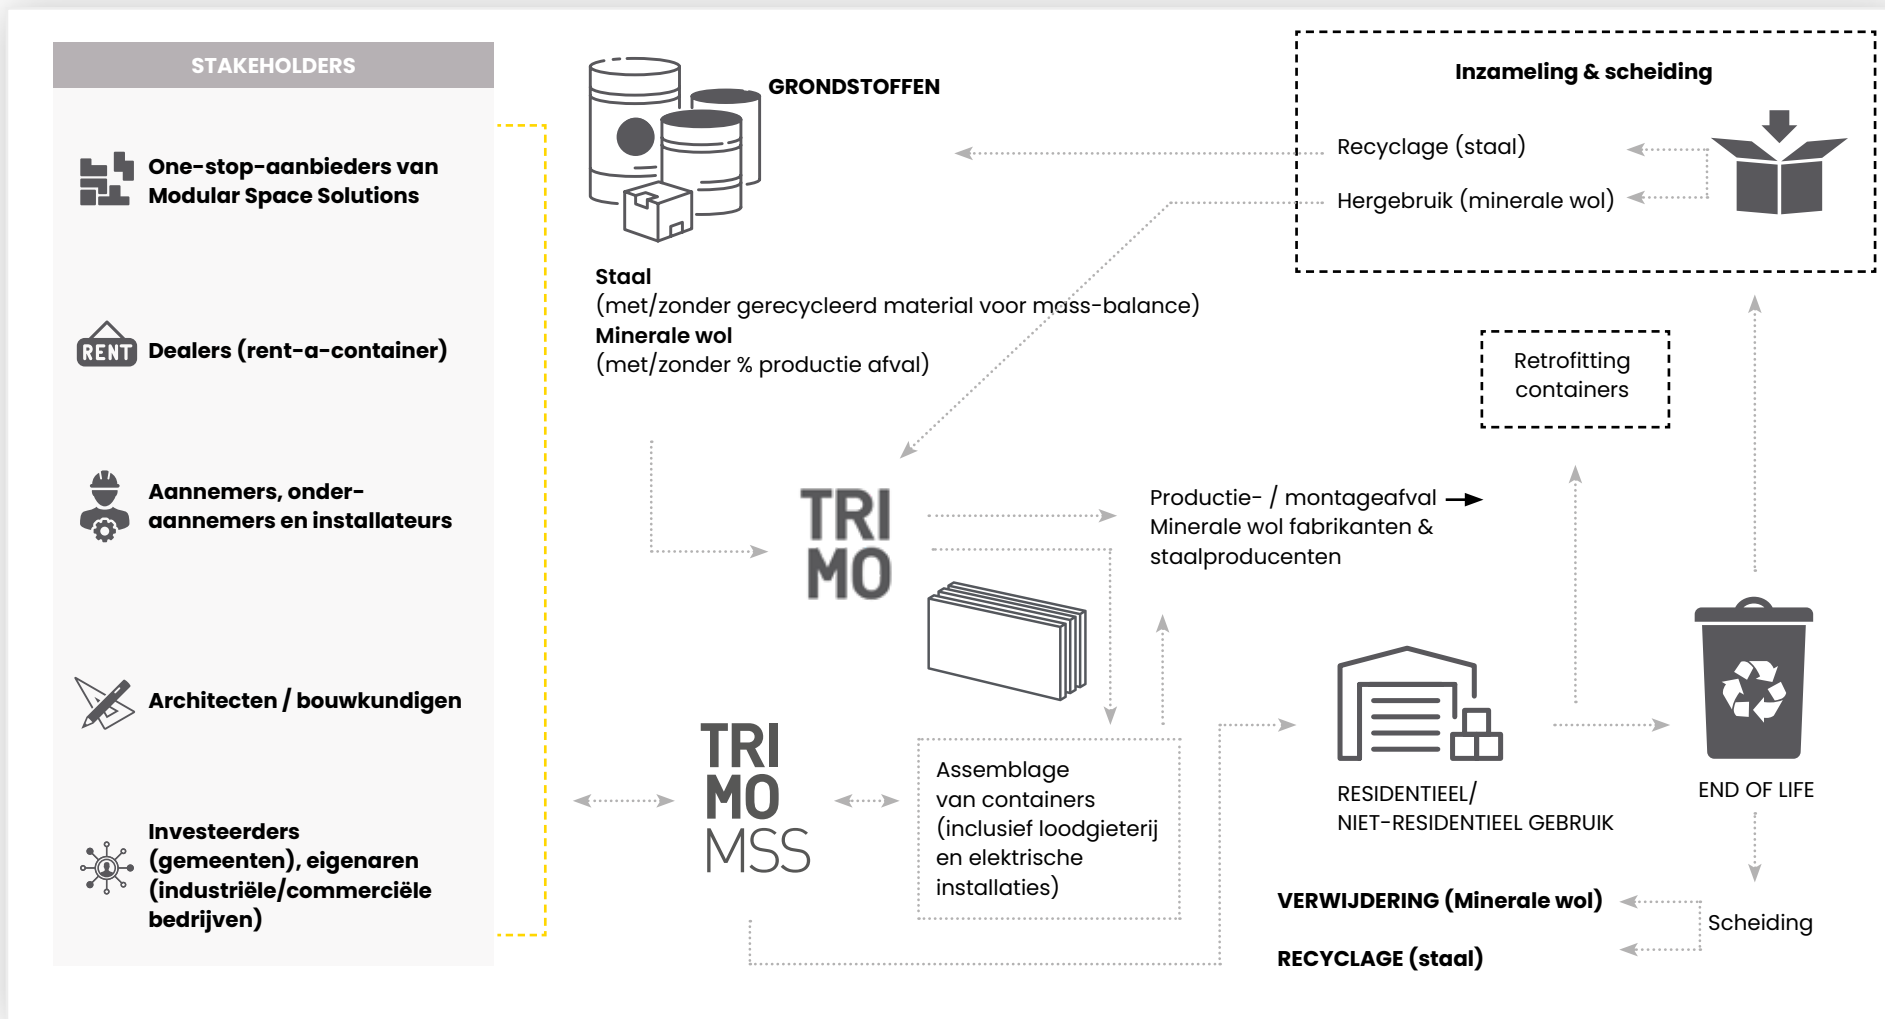 STAKEHOLDERS
One-stop-aanbieders van
Modular Space Solutions
RENT
Dealers (rent-a-container)
Aannemers, onder-
aannemers en installateurs
Architecten / bouwkundigen
Investeerders
(gemeenten), eigenaren
(industriële/commerciële
bedrijven)
GRONDSTOFFEN
Staal
(met/zonder gerecycleerd material voor mass-balance)
Minerale wol
(met/zonder % productie afval)
Inzameling & scheiding
Recyclage (staal)
Hergebruik (minerale wol)
Retrofitting
containers
TRI
MO
Productie- / montageafval
Minerale wol fabrikanten &
staalproducenten
TRI
MO
MSS
Assemblage
van containers
(inclusief loodgieterij
en elektrische
installaties)
RESIDENTIEEL/
NIET-RESIDENTIEEL GEBRUIK
END OF LIFE
VERWIJDERING (Minerale wol)
Scheiding
RECYCLAGE (staal)